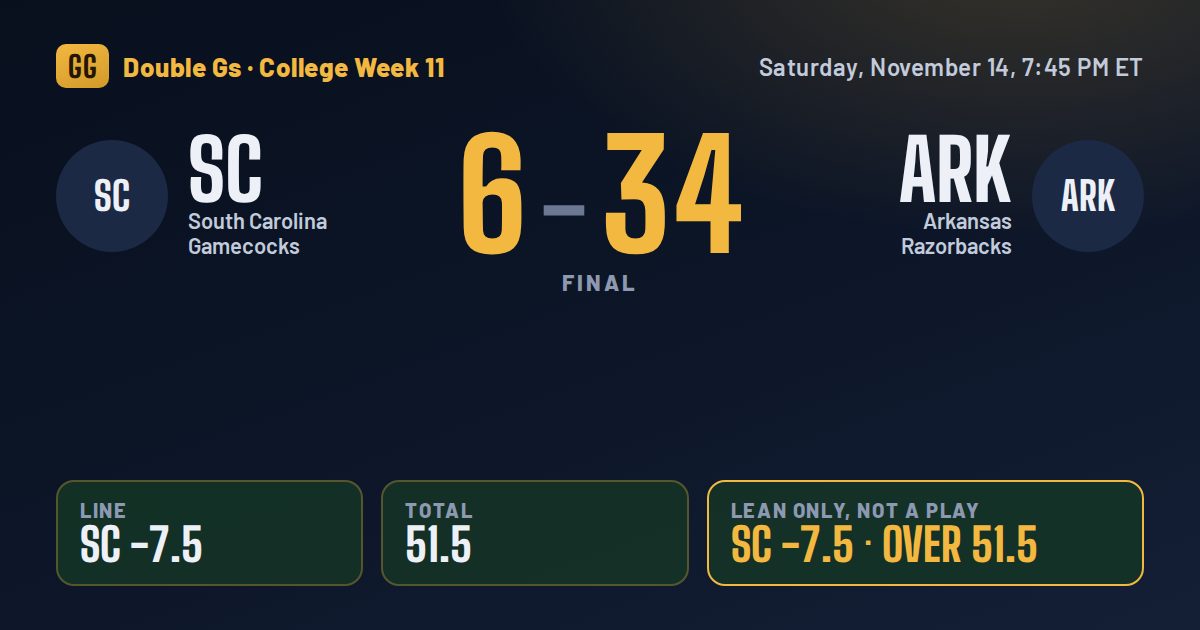 GG Double Gs · College Week 11
Saturday, November 14, 7:45 PM ET
SC
SC
South Carolina
Gamecocks
6 – 34
FINAL
ARK
Arkansas
Razorbacks
ARK
LINE
SC −7.5
TOTAL
51.5
LEAN ONLY, NOT A PLAY
SC −7.5 · OVER 51.5